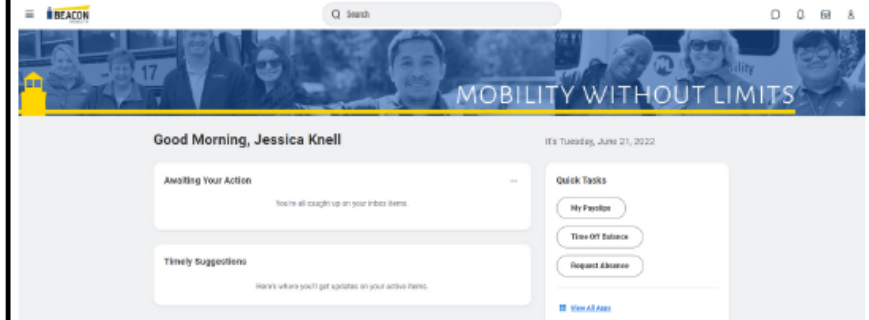 BEACON
MOBILITY
Search
17
MOBILITY WITHOUT LIMITS
Good Morning, Jessica Knell
It's Tuesday, June 21, 2022
Awaiting Your Action
You're all caught up on your inbox items.
Quick Tasks
My Payslips
Time Off Balance
Request Absence
Timely Suggestions
Here's where you'll get updates on your active items.
View All Apps